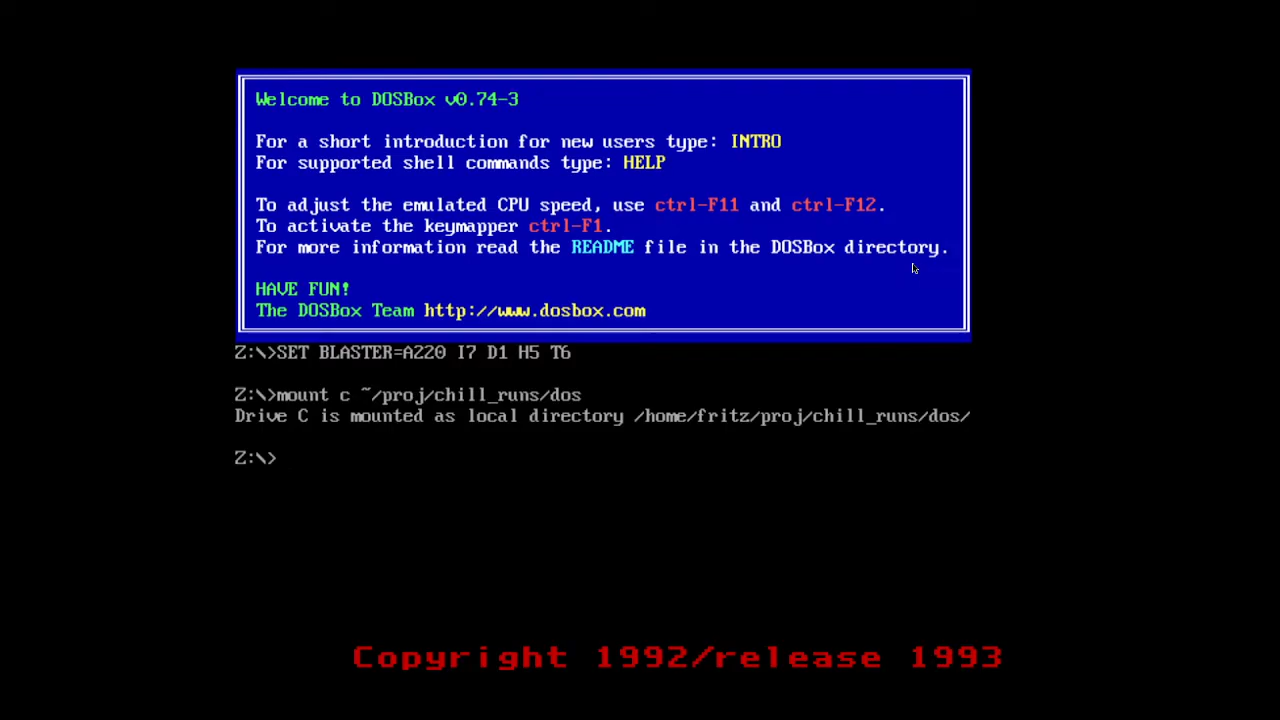 Welcome to DOSBox v0.74-3
For a short introduction for new users type: INTRO
For supported shell commands type: HELP
To adjust the emulated CPU speed, use ctrl-F11 and ctrl-F12.
To activate the keymapper ctrl-F1.
For more information read the README file in the DOSBox directory.
HAVE FUN!
The DOSBox Team http://www.dosbox.com
Z:\>SET BLASTER=A220 I7 D1 H5 T6
Z:\>mount c ~/proj/chill_runs/dos
Drive C is mounted as local directory /home/fritz/proj/chill_runs/dos/
Z:\>
Copyright 1992/release 1993